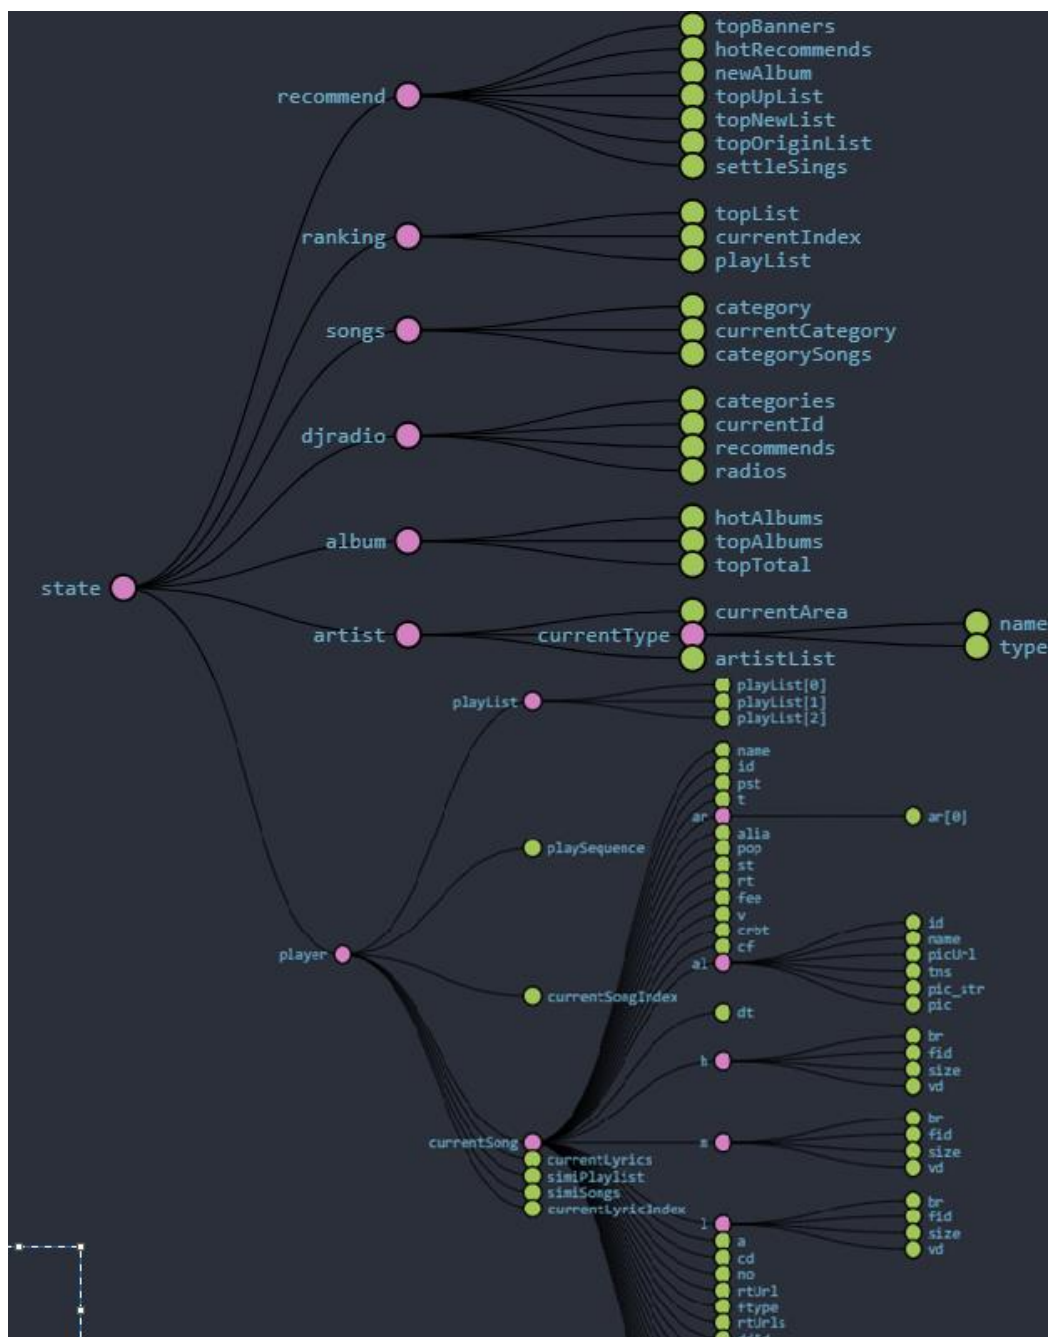 topBanners
hotRecommends
newAlbum
recommend
topUpList
topNewList
topOriginList
settleSings
topList
ranking
currentIndex
playList
category
songs
currentCategory
categorySongs
categories
currentId
djradio
recommends
radios
hotAlbums
album
topAlbums
topTotal
state
currentArea
name
artist
currentType
type
artistList
playList[0]
playList
playList[1]
playList[2]
name
id
pst
t
ar
ar[0]
alia
playSequence
pop
st
rt
fee
v
id
crbt
name
cf
player
picUrl
al
tns
pic_str
currentSongIndex
pic
dt
br
fid
h
size
vd
br
fid
currentSong
m
size
currentLyrics
vd
simiPlaylist
simiSongs
br
currentLyricIndex
fid
l
size
a
vd
cd
no
rtUrl
ftype
rtUrls